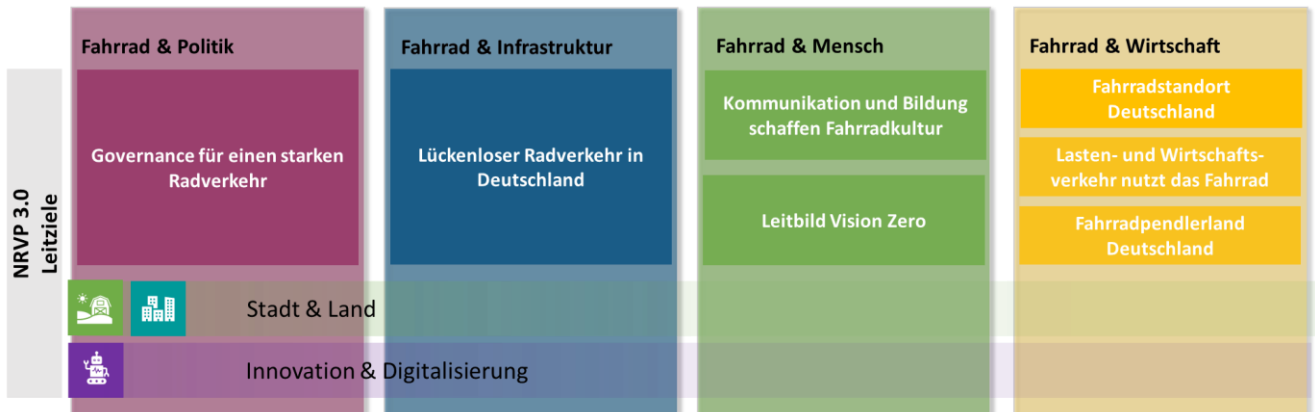 NRVP 3.0
Leitziele
Fahrrad & Politik
Governance für einen starken
Radverkehr
Fahrrad & Infrastruktur
Lückenloser Radverkehr in
Deutschland
Fahrrad & Mensch
Kommunikation und Bildung
schaffen Fahrradkultur
Leitbild Vision Zero
Fahrrad & Wirtschaft
Fahrradstandort
Deutschland
Lasten- und Wirtschafts-
verkehr nutzt das Fahrrad
Fahrradpendlerland
Deutschland
Stadt & Land
Innovation & Digitalisierung